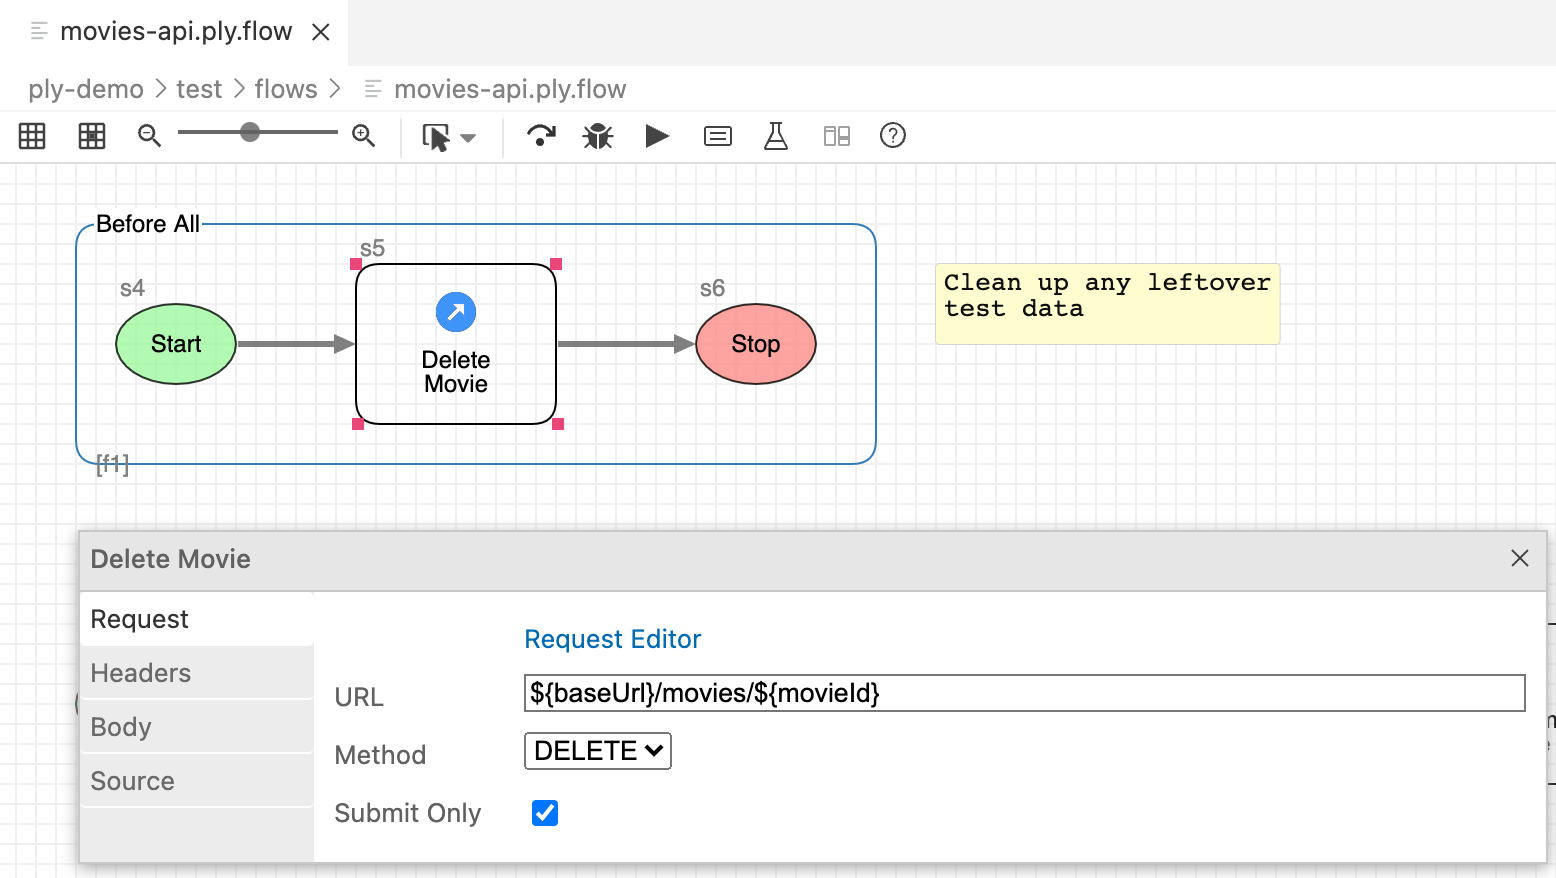 movies-api.ply.flow
ply-demo > test > flows > movies-api.ply.flow
Before All
s4
s5
s6
Start
Delete
Movie
Stop
[f1]
Clean up any leftover
test data
Delete Movie
Request
Headers
Body
Source
Request Editor
URL
${baseUrl}/movies/${movieId}
Method
DELETE
Submit Only